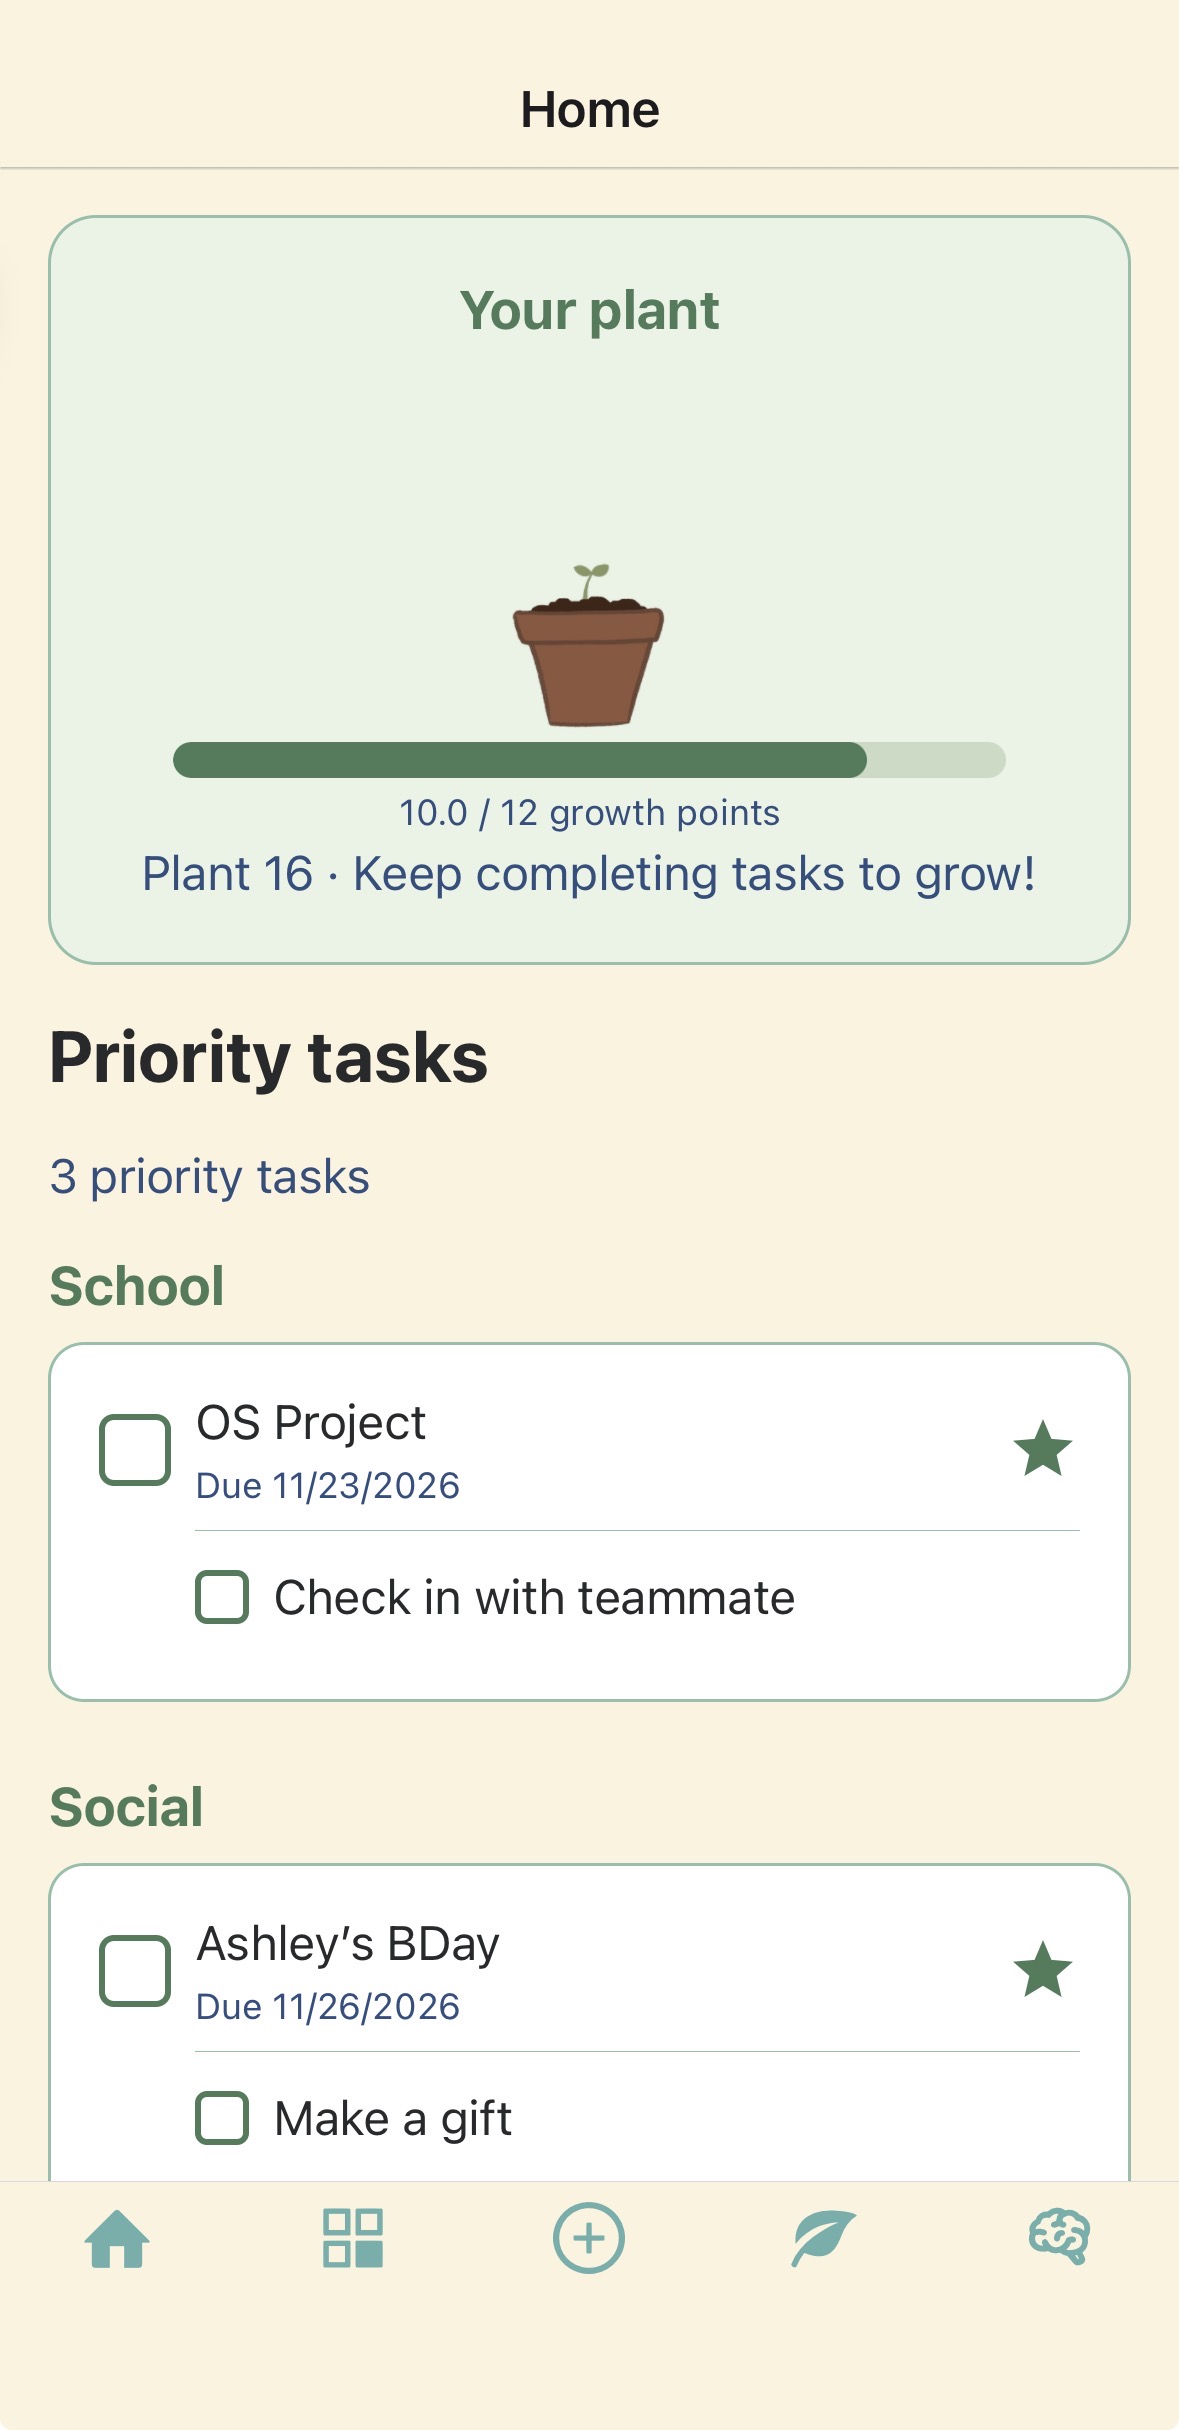 Home
Your plant
10.0 / 12 growth points
Plant 16 · Keep completing tasks to grow!
Priority tasks
3 priority tasks
School
OS Project
Due 11/23/2026
Check in with teammate
Social
Ashley’s BDay
Due 11/26/2026
Make a gift